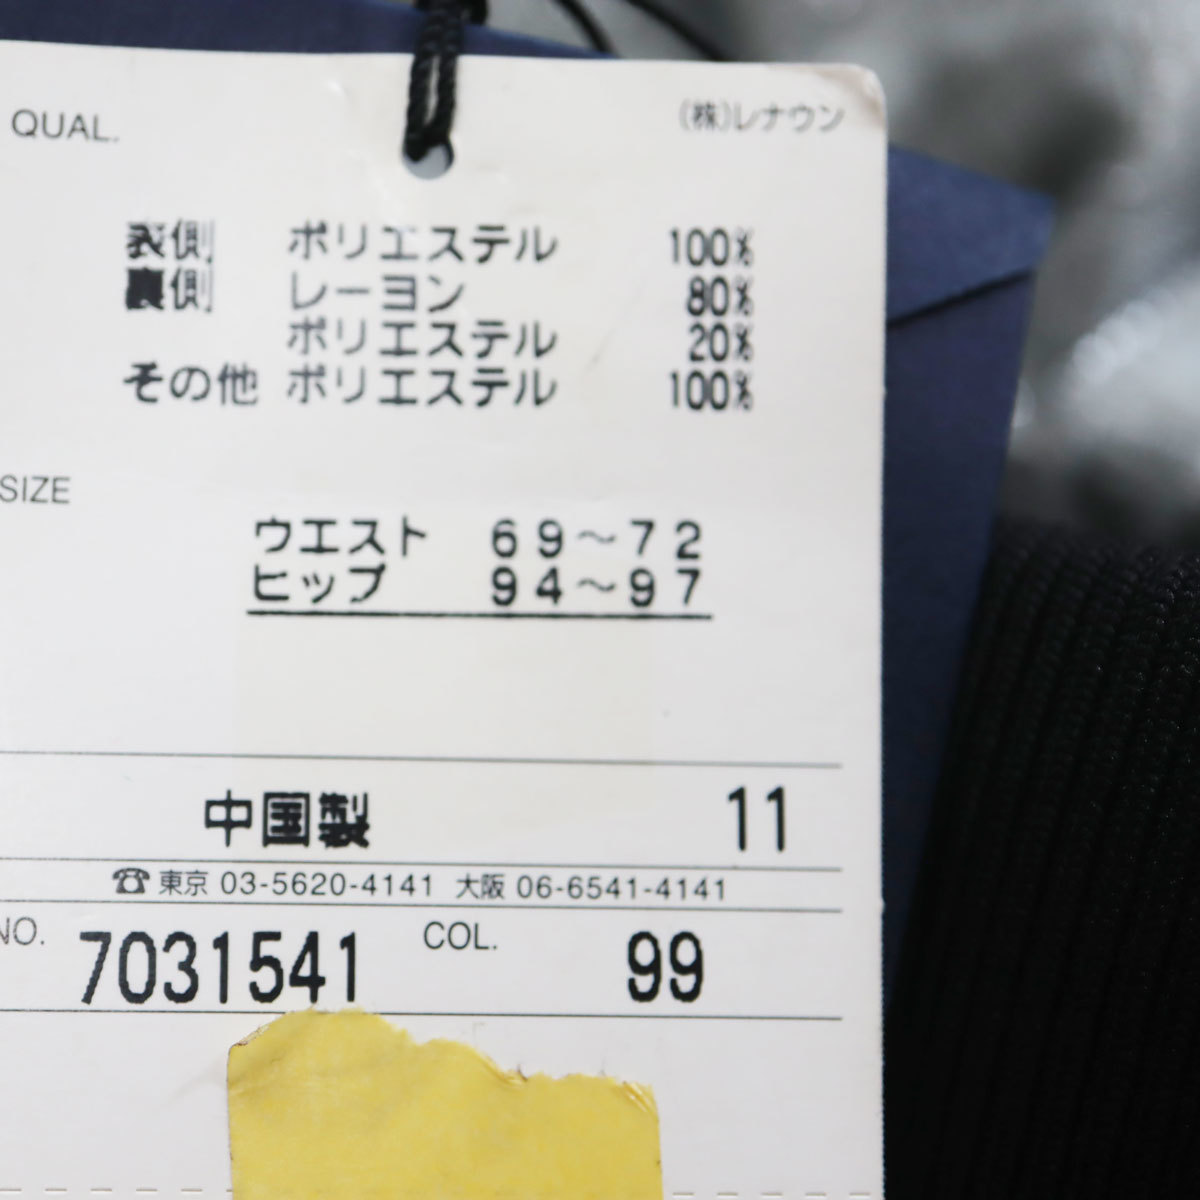 QUAL. (株)レナウン
表側 ポリエステル 100%
裏側 レーヨン 80%
ポリエステル 20%
その他 ポリエステル 100%
SIZE
ウエスト 69~72
ヒップ 94~97
中国製 11
☎東京 03-5620-4141 大阪 06-6541-4141
NO. 7031541 COL. 99